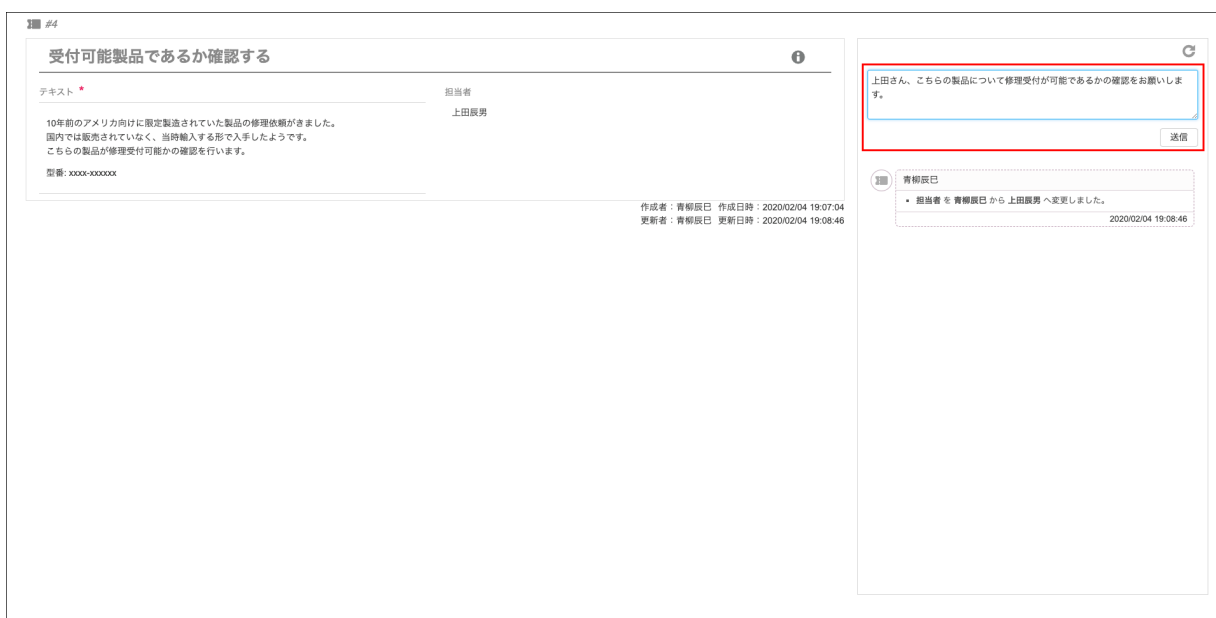 #4
受付可能製品であるか確認する
テキスト *
10年前のアメリカ向けに限定製造されていた製品の修理依頼がきました。
国内では販売されていなく、当時輸入する形で入手したようです。
こちらの製品が修理受付可能かの確認を行います。
型番: xxxx-xxxxxx
担当者
上田辰男
作成者：青柳辰巳 作成日時：2020/02/04 19:07:04
更新者：青柳辰巳 更新日時：2020/02/04 19:08:46
上田さん、こちらの製品について修理受付が可能であるかの確認をお願いしま
す。
送信
青柳辰巳
担当者 を 青柳辰巳 から 上田辰男 へ変更しました。
2020/02/04 19:08:46